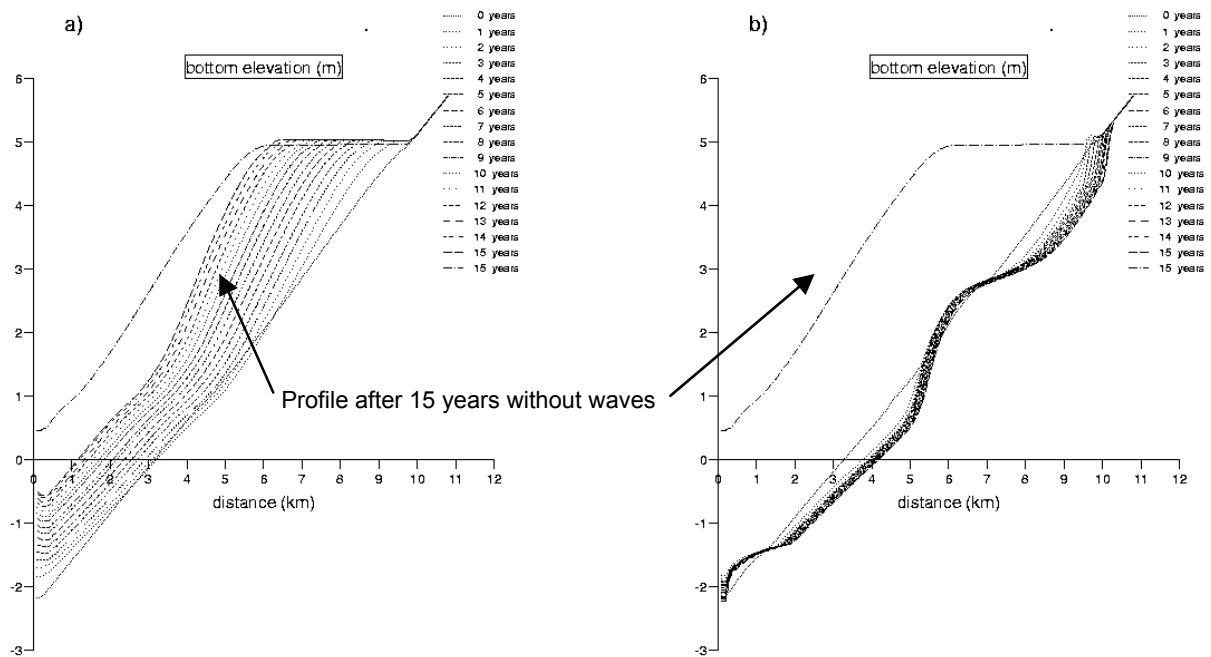 a)
bottom elevation (m)
0 years
1 years
2 years
3 years
4 years
5 years
6 years
7 years
8 years
9 years
10 years
11 years
12 years
13 years
14 years
15 years
15 years
6
5
4
3
2
1
0
-1
-2
-3
0 1 2 3 4 5 6 7 8 9 10 11 12
distance (km)
b)
bottom elevation (m)
0 years
1 years
2 years
3 years
4 years
5 years
6 years
7 years
8 years
9 years
10 years
11 years
12 years
13 years
14 years
15 years
15 years
6
5
4
3
2
1
0
-1
-2
-3
0 1 2 3 4 5 6 7 8 9 10 11 12
distance (km)
Profile after 15 years without waves